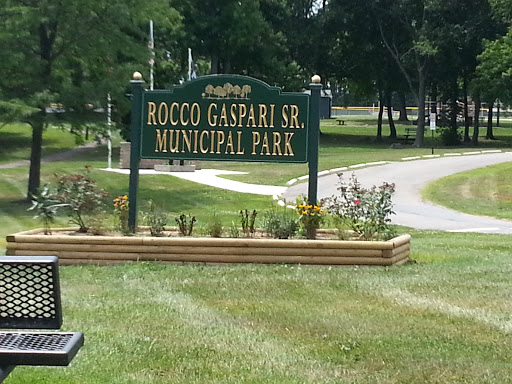 ROCCO GASPARI SR.
MUNICIPAL PARK